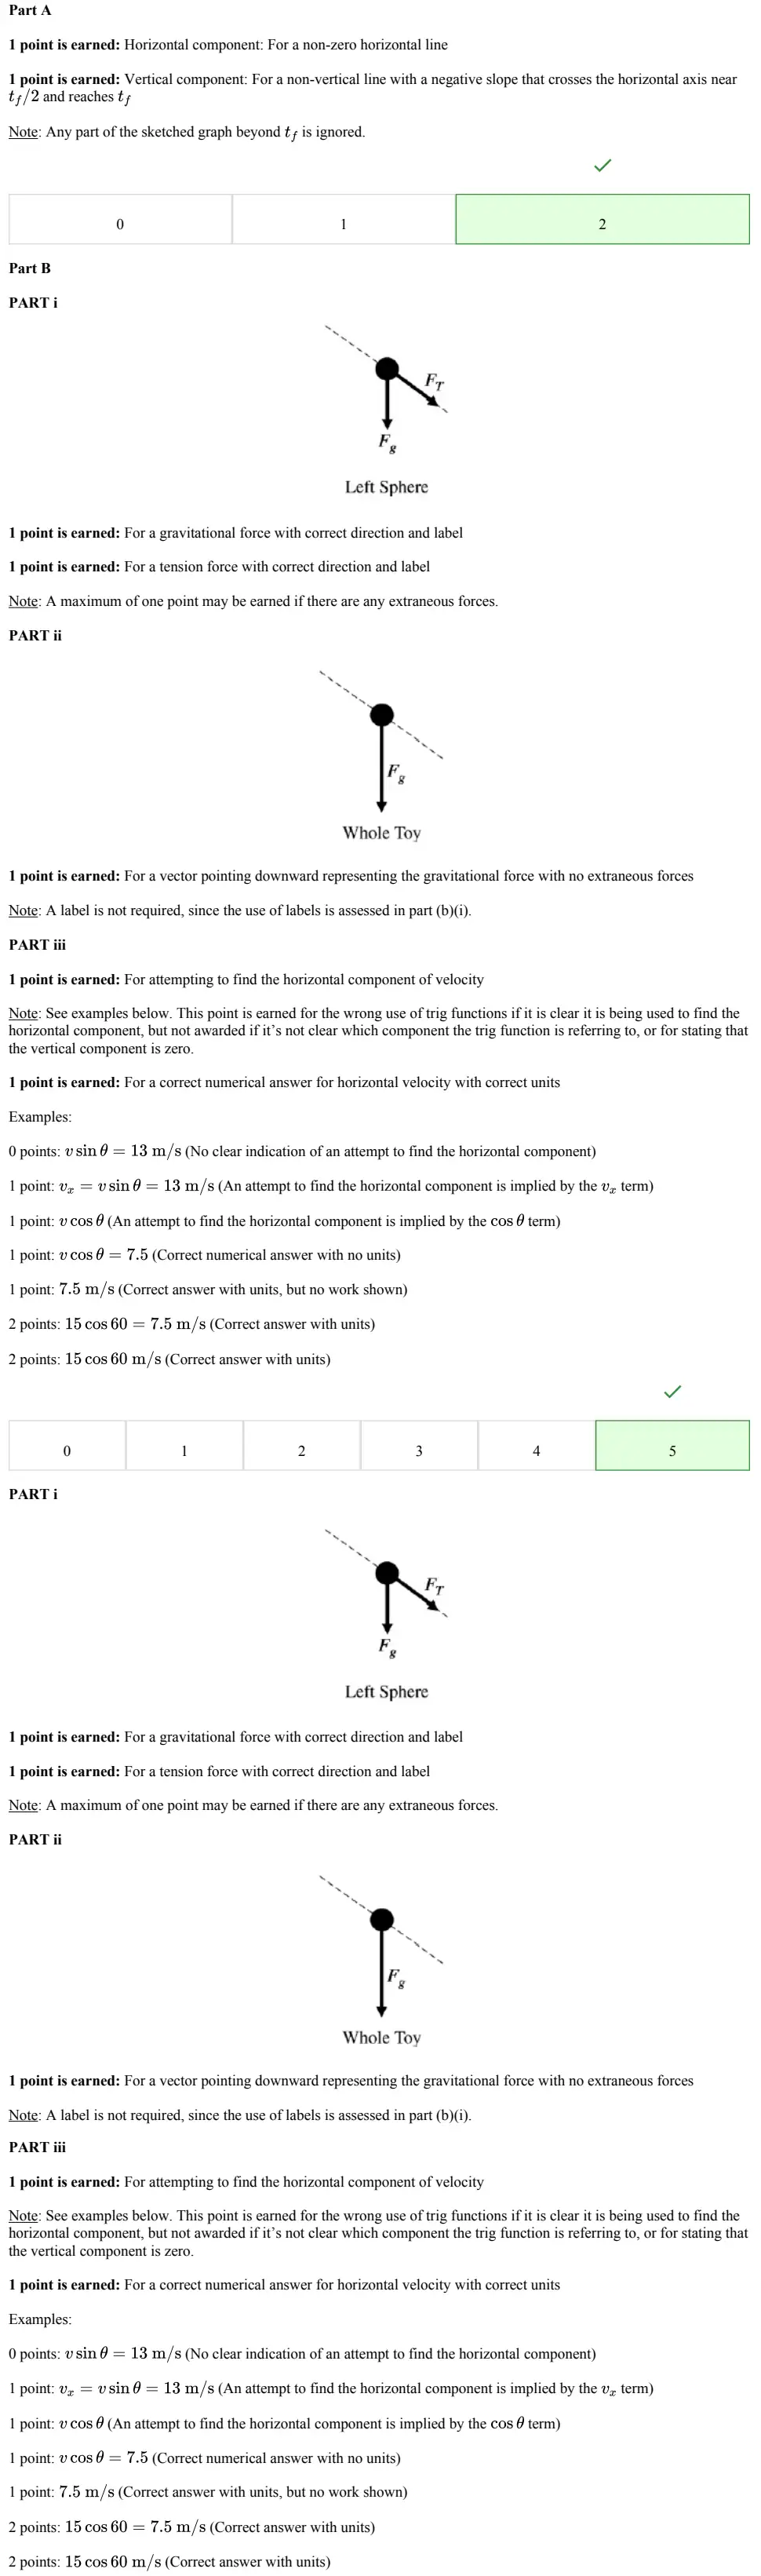 Part A
1 point is earned: Horizontal component: For a non-zero horizontal line
1 point is earned: Vertical component: For a non-vertical line with a negative slope that crosses the horizontal axis near
t_f/2 and reaches t_f
Note: Any part of the sketched graph beyond t_f is ignored.
✓
0 1 2
Part B
PART i
F_T
F_g
Left Sphere
1 point is earned: For a gravitational force with correct direction and label
1 point is earned: For a tension force with correct direction and label
Note: A maximum of one point may be earned if there are any extraneous forces.
PART ii
F_g
Whole Toy
1 point is earned: For a vector pointing downward representing the gravitational force with no extraneous forces
Note: A label is not required, since the use of labels is assessed in part (b)(i).
PART iii
1 point is earned: For attempting to find the horizontal component of velocity
Note: See examples below. This point is earned for the wrong use of trig functions if it is clear it is being used to find the
horizontal component, but not awarded if it’s not clear which component the trig function is referring to, or for stating that
the vertical component is zero.
1 point is earned: For a correct numerical answer for horizontal velocity with correct units
Examples:
0 points: v sin θ = 13 m/s (No clear indication of an attempt to find the horizontal component)
1 point: v_x = v sin θ = 13 m/s (An attempt to find the horizontal component is implied by the v_x term)
1 point: v cos θ (An attempt to find the horizontal component is implied by the cos θ term)
1 point: v cos θ = 7.5 (Correct numerical answer with no units)
1 point: 7.5 m/s (Correct answer with units, but no work shown)
2 points: 15 cos 60 = 7.5 m/s (Correct answer with units)
2 points: 15 cos 60 m/s (Correct answer with units)
✓
0 1 2 3 4 5
PART i
F_T
F_g
Left Sphere
1 point is earned: For a gravitational force with correct direction and label
1 point is earned: For a tension force with correct direction and label
Note: A maximum of one point may be earned if there are any extraneous forces.
PART ii
F_g
Whole Toy
1 point is earned: For a vector pointing downward representing the gravitational force with no extraneous forces
Note: A label is not required, since the use of labels is assessed in part (b)(i).
PART iii
1 point is earned: For attempting to find the horizontal component of velocity
Note: See examples below. This point is earned for the wrong use of trig functions if it is clear it is being used to find the
horizontal component, but not awarded if it’s not clear which component the trig function is referring to, or for stating that
the vertical component is zero.
1 point is earned: For a correct numerical answer for horizontal velocity with correct units
Examples:
0 points: v sin θ = 13 m/s (No clear indication of an attempt to find the horizontal component)
1 point: v_x = v sin θ = 13 m/s (An attempt to find the horizontal component is implied by the v_x term)
1 point: v cos θ (An attempt to find the horizontal component is implied by the cos θ term)
1 point: v cos θ = 7.5 (Correct numerical answer with no units)
1 point: 7.5 m/s (Correct answer with units, but no work shown)
2 points: 15 cos 60 = 7.5 m/s (Correct answer with units)
2 points: 15 cos 60 m/s (Correct answer with units)